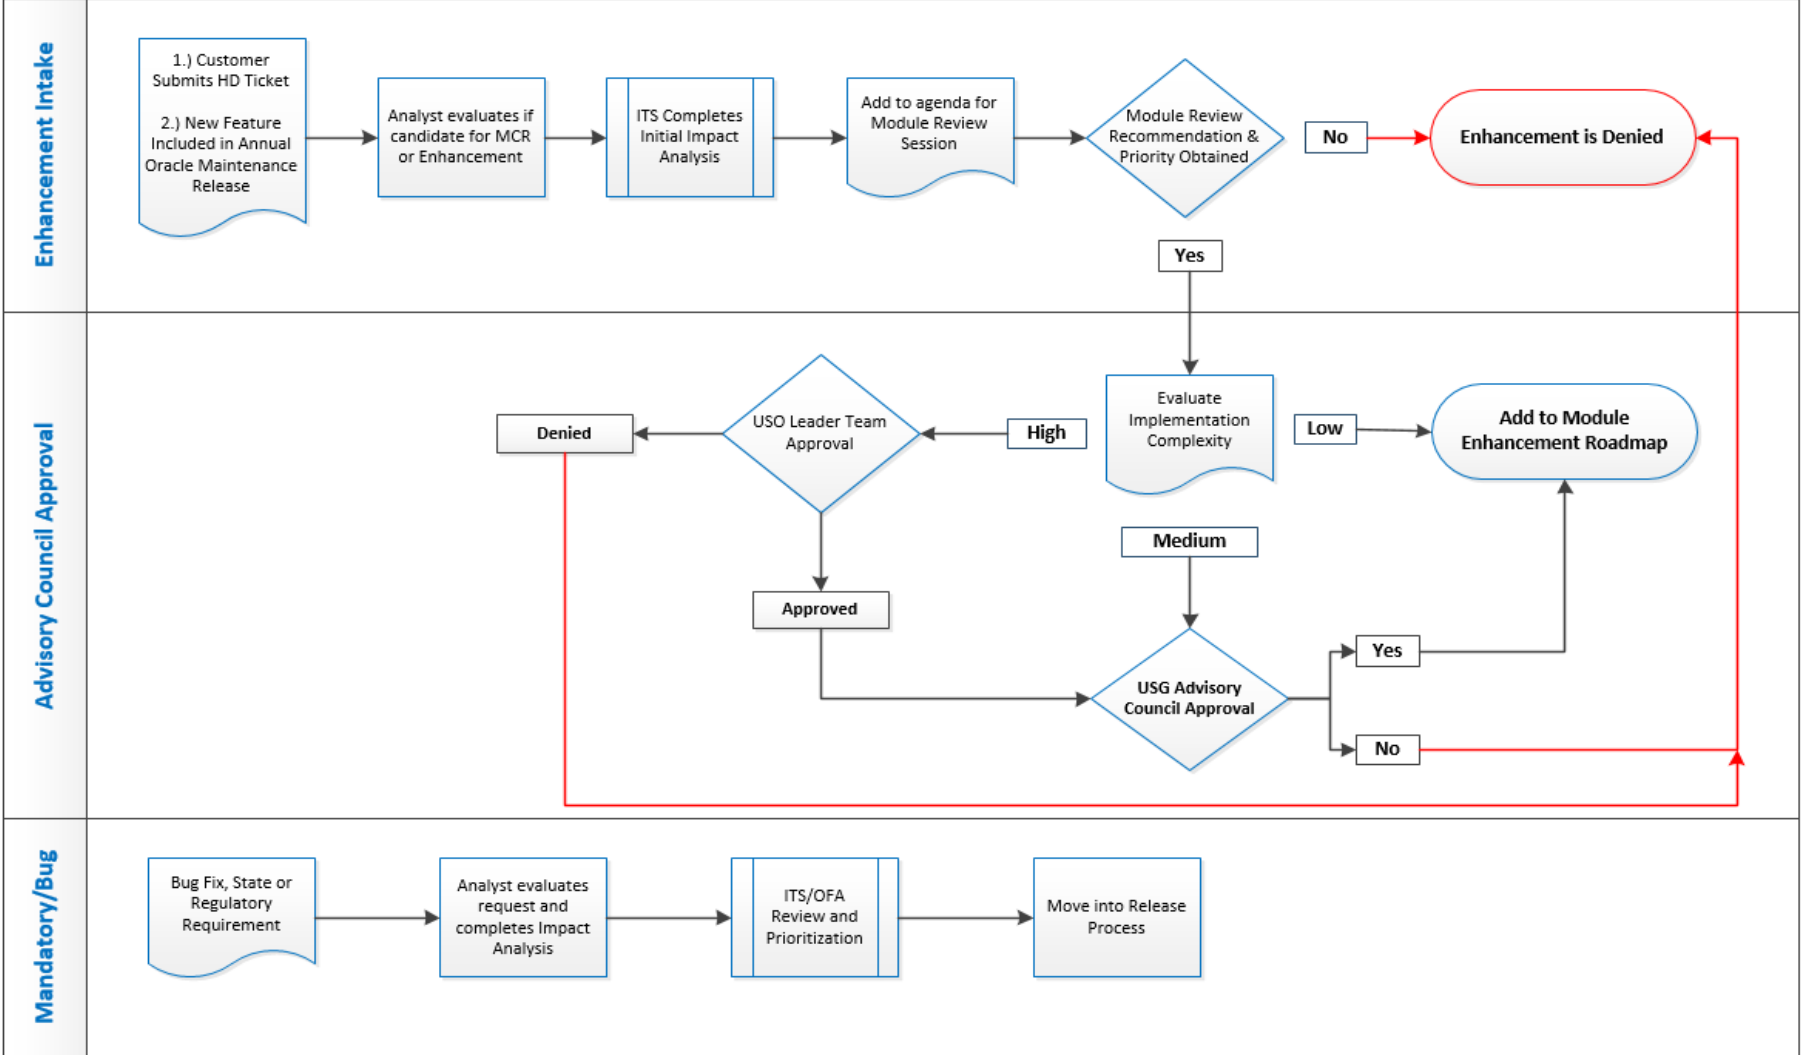 Enhancement Intake
1.) Customer
Submits HD Ticket
2.) New Feature
Included in Annual
Oracle Maintenance
Release
Analyst evaluates if
candidate for MCR
or Enhancement
ITS Completes
Initial Impact
Analysis
Add to agenda for
Module Review
Session
Module Review
Recommendation &
Priority Obtained
No
Enhancement is Denied
Yes
Advisory Council Approval
Denied
USO Leader Team
Approval
High
Evaluate
Implementation
Complexity
Low
Add to Module
Enhancement Roadmap
Medium
Approved
USG Advisory
Council Approval
Yes
No
Mandatory/Bug
Bug Fix, State or
Regulatory
Requirement
Analyst evaluates
request and
completes Impact
Analysis
ITS/OFA
Review and
Prioritization
Move into Release
Process